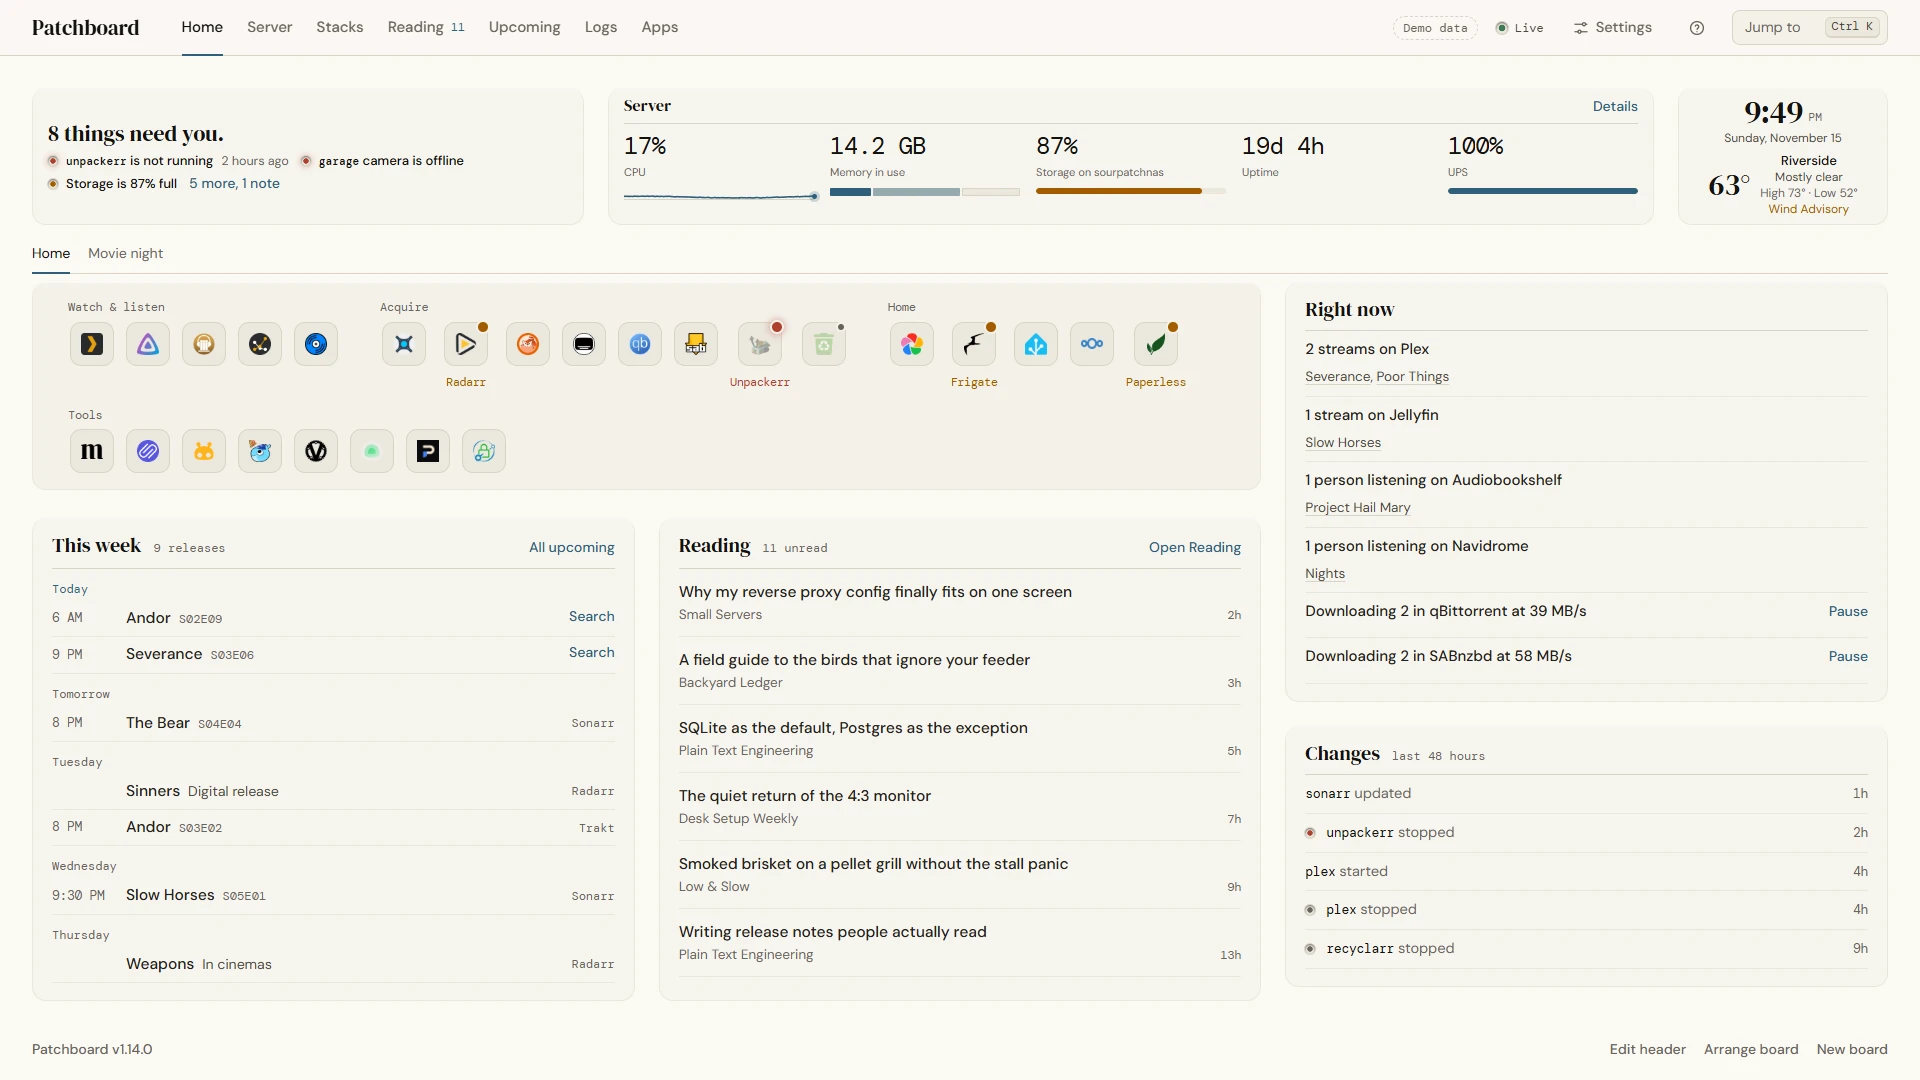 Patchboard
Home
Server
Stacks
Reading 11
Upcoming
Logs
Apps
Demo data
Live
Settings
Jump to Ctrl K
8 things need you.
unpackerr is not running 2 hours ago garage camera is offline
Storage is 87% full 5 more, 1 note
Server Details
17%
CPU
14.2 GB
Memory in use
87%
Storage on sourpatchnas
19d 4h
Uptime
100%
UPS
9:49 PM
Sunday, November 15
63°
Riverside
Mostly clear
High 73° · Low 52°
Wind Advisory
Home
Movie night
Watch & listen
Acquire
qb
Radarr
Unpackerr
Home
Frigate
Paperless
Tools
m
This week 9 releases All upcoming
Today
6 AM Andor S02E09 Search
9 PM Severance S03E06 Search
Tomorrow
8 PM The Bear S04E04 Sonarr
Tuesday
Sinners Digital release Radarr
8 PM Andor S03E02 Trakt
Wednesday
9:30 PM Slow Horses S05E01 Sonarr
Thursday
Weapons In cinemas Radarr
Reading 11 unread Open Reading
Why my reverse proxy config finally fits on one screen
Small Servers 2h
A field guide to the birds that ignore your feeder
Backyard Ledger 3h
SQLite as the default, Postgres as the exception
Plain Text Engineering 5h
The quiet return of the 4:3 monitor
Desk Setup Weekly 7h
Smoked brisket on a pellet grill without the stall panic
Low & Slow 9h
Writing release notes people actually read
Plain Text Engineering 13h
Right now
2 streams on Plex
Severance, Poor Things
1 stream on Jellyfin
Slow Horses
1 person listening on Audiobookshelf
Project Hail Mary
1 person listening on Navidrome
Nights
Downloading 2 in qBittorrent at 39 MB/s Pause
Downloading 2 in SABnzbd at 58 MB/s Pause
Changes last 48 hours
sonarr updated 1h
unpackerr stopped 2h
plex started 4h
plex stopped 4h
recyclarr stopped 9h
Patchboard v1.14.0
Edit header
Arrange board
New board